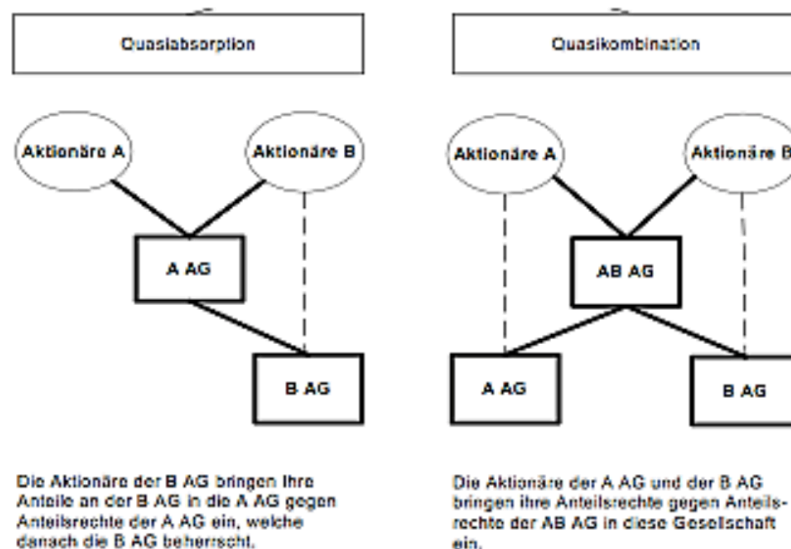 Quasiabsorption
Aktionäre A
Aktionäre B
A AG
B AG
Die Aktionäre der B AG bringen Ihre
Anteile an der B AG in die A AG gegen
Anteilsrechte der A AG ein, welche
danach die B AG beherrscht.
Quasikombination
Aktionäre A
Aktionäre B
AB AG
A AG
B AG
Die Aktionäre der A AG und der B AG
bringen ihre Anteilsrechte gegen Anteils-
rechte der AB AG in diese Gesellschaft
ein.